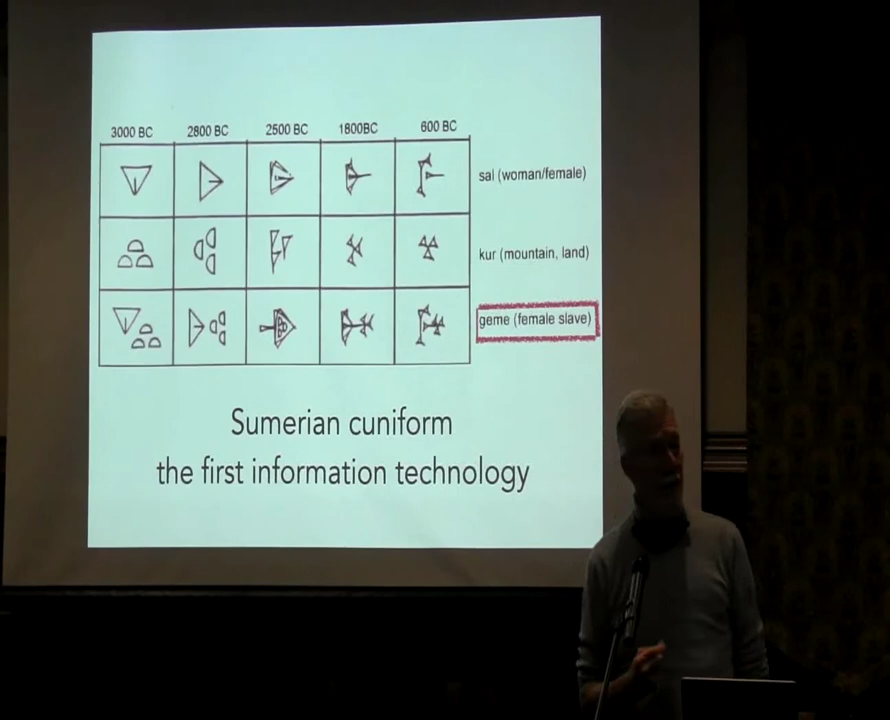 3000 BC 2800 BC 2500 BC 1800BC 600 BC
sal (woman/female)
kur (mountain, land)
geme (female slave)
Sumerian cuniform
the first information technology